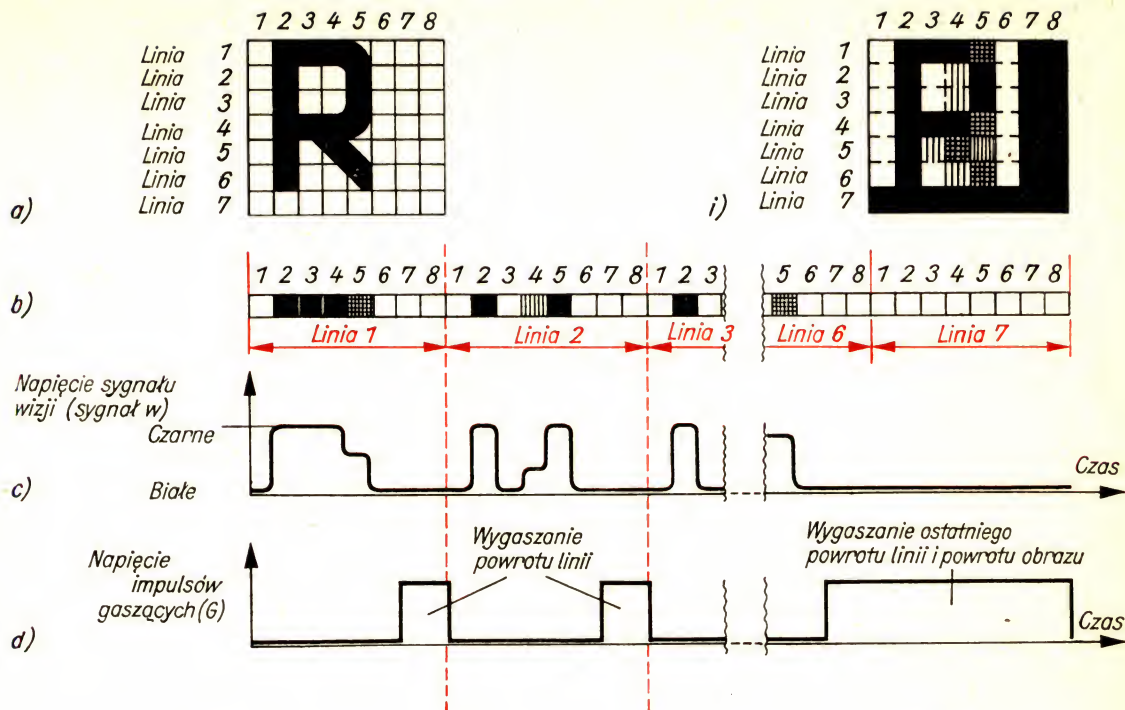 1 2 3 4 5 6 7 8
Linia 1
Linia 2
Linia 3
Linia 4
Linia 5
Linia 6
Linia 7
a)
R
1 2 3 4 5 6 7 8
Linia 1
Linia 2
Linia 3
Linia 4
Linia 5
Linia 6
Linia 7
i)
1 2 3 4 5 6 7 8 1 2 3 4 5 6 7 8 1 2 3 5 6 7 8 1 2 3 4 5 6 7 8
b)
Linia 1 Linia 2 Linia 3 Linia 6 Linia 7
Napięcie sygnału
wizji (sygnał w)
Czarne
Białe
Czas
c)
Napięcie
impulsów
gaszących (G)
Wygaszanie
powrotu linii
Wygaszanie ostatniego
powrotu linii i powrotu obrazu
Czas
d)